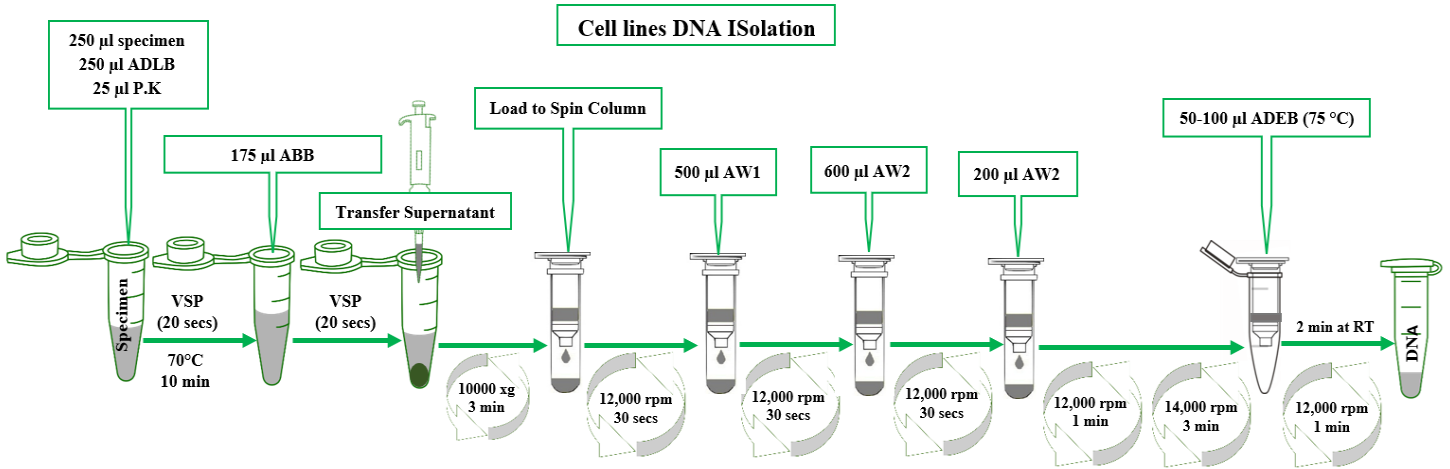 Cell lines DNA ISolation
250 µl specimen
250 µl ADLB
25 µl P.K
175 µl ABB
Transfer Supernatant
Load to Spin Column
500 µl AW1
600 µl AW2
200 µl AW2
50-100 µl ADEB (75 °C)
Specimen
VSP
(20 secs)
70°C
10 min
VSP
(20 secs)
10000 xg
3 min
12,000 rpm
30 secs
12,000 rpm
30 secs
12,000 rpm
30 secs
12,000 rpm
1 min
14,000 rpm
3 min
2 min at RT
12,000 rpm
1 min
DNA